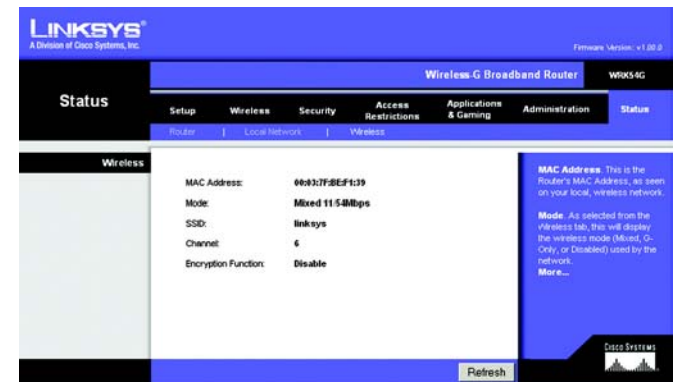 LINKSYS®
A Division of Cisco Systems, Inc.
Firmware Version: v1.00.0
Wireless-G Broadband Router WRK54G
Status
Setup Wireless Security Access Restrictions Applications & Gaming Administration Status
Router | Local Network | Wireless
Wireless
MAC Address: 00:03:7F:BE:F1:39
Mode: Mixed 11/54Mbps
SSID: linksys
Channel: 6
Encryption Function: Disable
MAC Address. This is the
Router's MAC Address, as seen
on your local, wireless network.
Mode. As selected from the
Wireless tab, this will display
the wireless mode (Mixed, G-
Only, or Disabled) used by the
network.
More...
CISCO SYSTEMS
Refresh